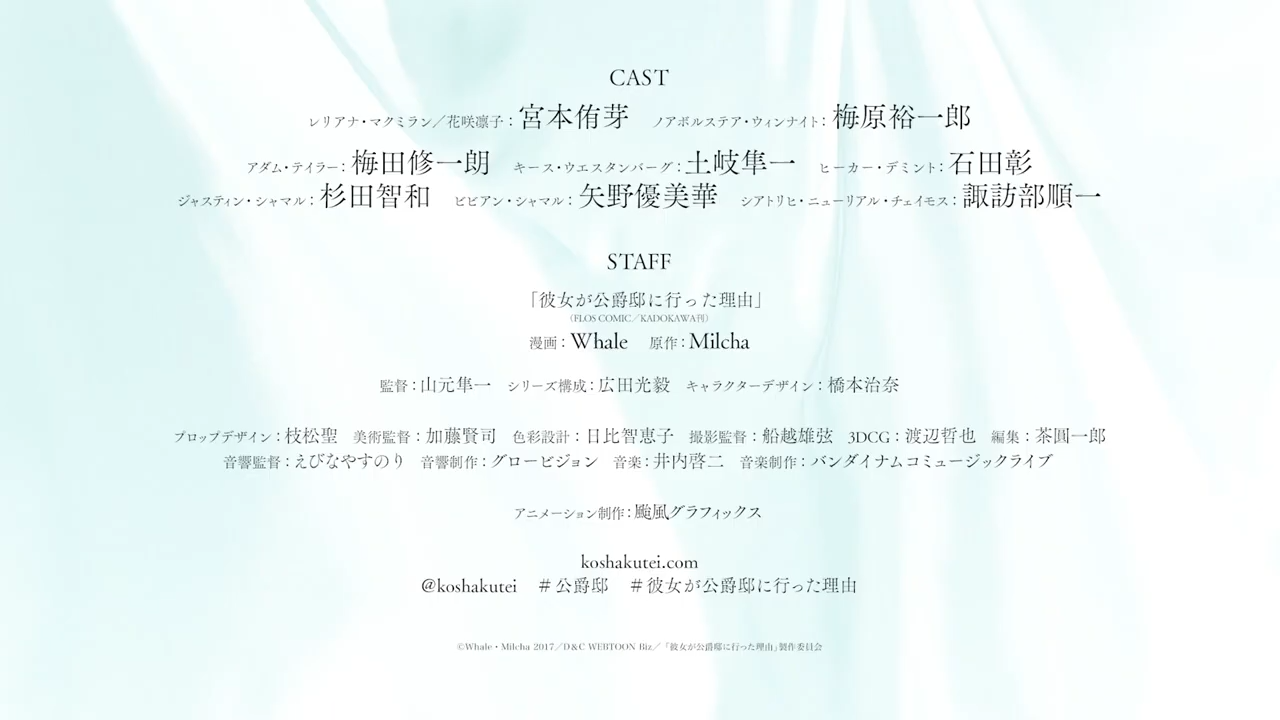 CAST
レリアナ・マクミラン／花咲凛子：宮本侑芽　ノアボルステア・ウィンナイト：梅原裕一郎
アダム・テイラー：梅田修一朗　キース・ウエスタンバーグ：土岐隼一　ヒーカー・デミント：石田彰
ジャスティン・シャマル：杉田智和　ビビアン・シャマル：矢野優美華　シアトリヒ・ニューリアル・チェイモス：諏訪部順一
STAFF
「彼女が公爵邸に行った理由」
（FLOS COMIC／KADOKAWA刊）
漫画：Whale　原作：Milcha
監督：山元隼一　シリーズ構成：広田光毅　キャラクターデザイン：橋本治奈
プロップデザイン：枝松聖　美術監督：加藤賢司　色彩設計：日比智恵子　撮影監督：船越雄弦　3DCG：渡辺哲也　編集：茶圓一郎
音響監督：えびなやすのり　音響制作：グロービジョン　音楽：井内啓二　音楽制作：バンダイナムコミュージックライブ
アニメーション制作：颱風グラフィックス
koshakutei.com
@koshakutei　＃公爵邸　＃彼女が公爵邸に行った理由
©Whale・Milcha 2017／D&C WEBTOON Biz／「彼女が公爵邸に行った理由」製作委員会